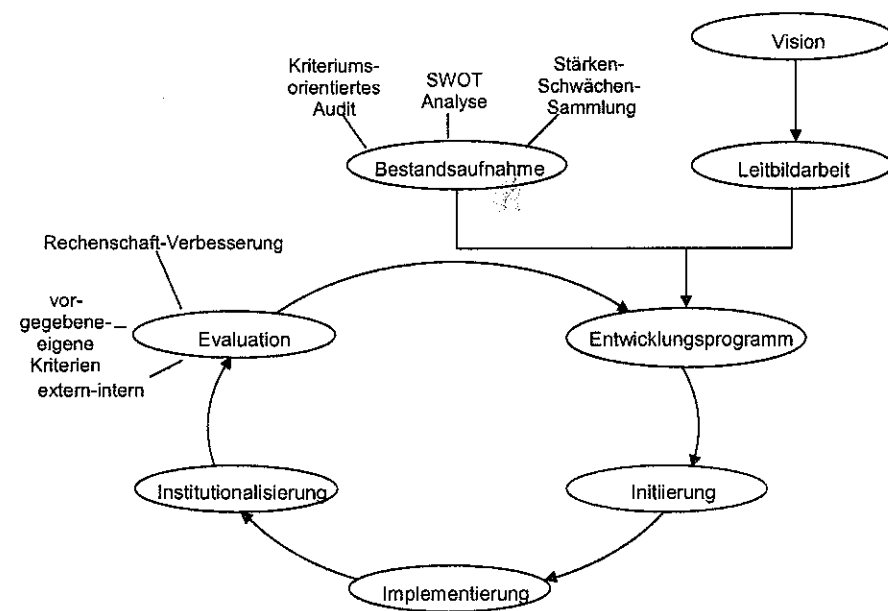 Vision
Kriteriums-
orientiertes
Audit
SWOT
Analyse
Stärken-
Schwächen-
Sammlung
Bestandsaufnahme
Leitbildarbeit
Rechenschaft-Verbesserung
vor-
gegebene-
eigene
Kriterien
extern-intern
Evaluation
Entwicklungsprogramm
Institutionalisierung
Initiierung
Implementierung